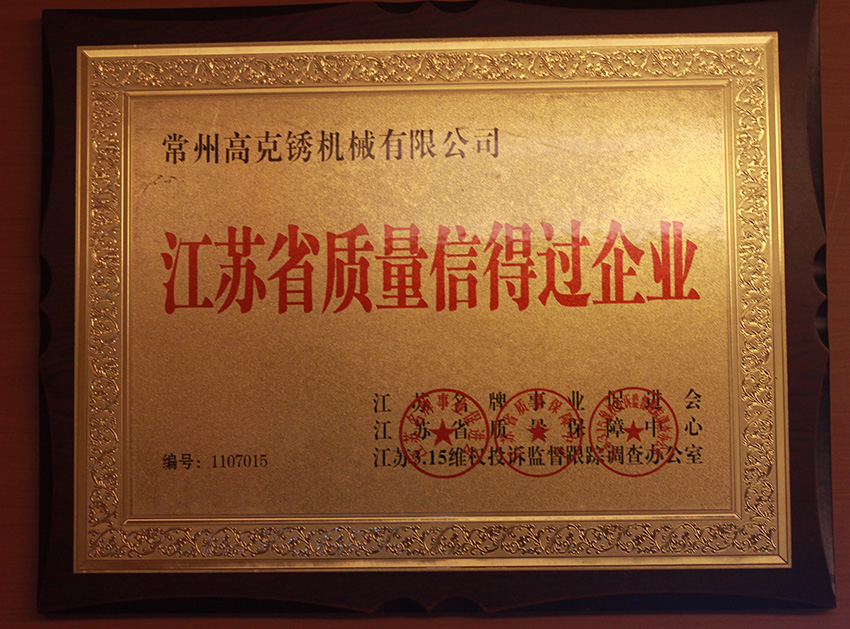 常州高克锈机械有限公司
江苏省质量信得过企业
江苏名牌事业促进会
江苏省质量保障中心
编号：1107015
江苏3.15维权投诉监督跟踪调查办公室